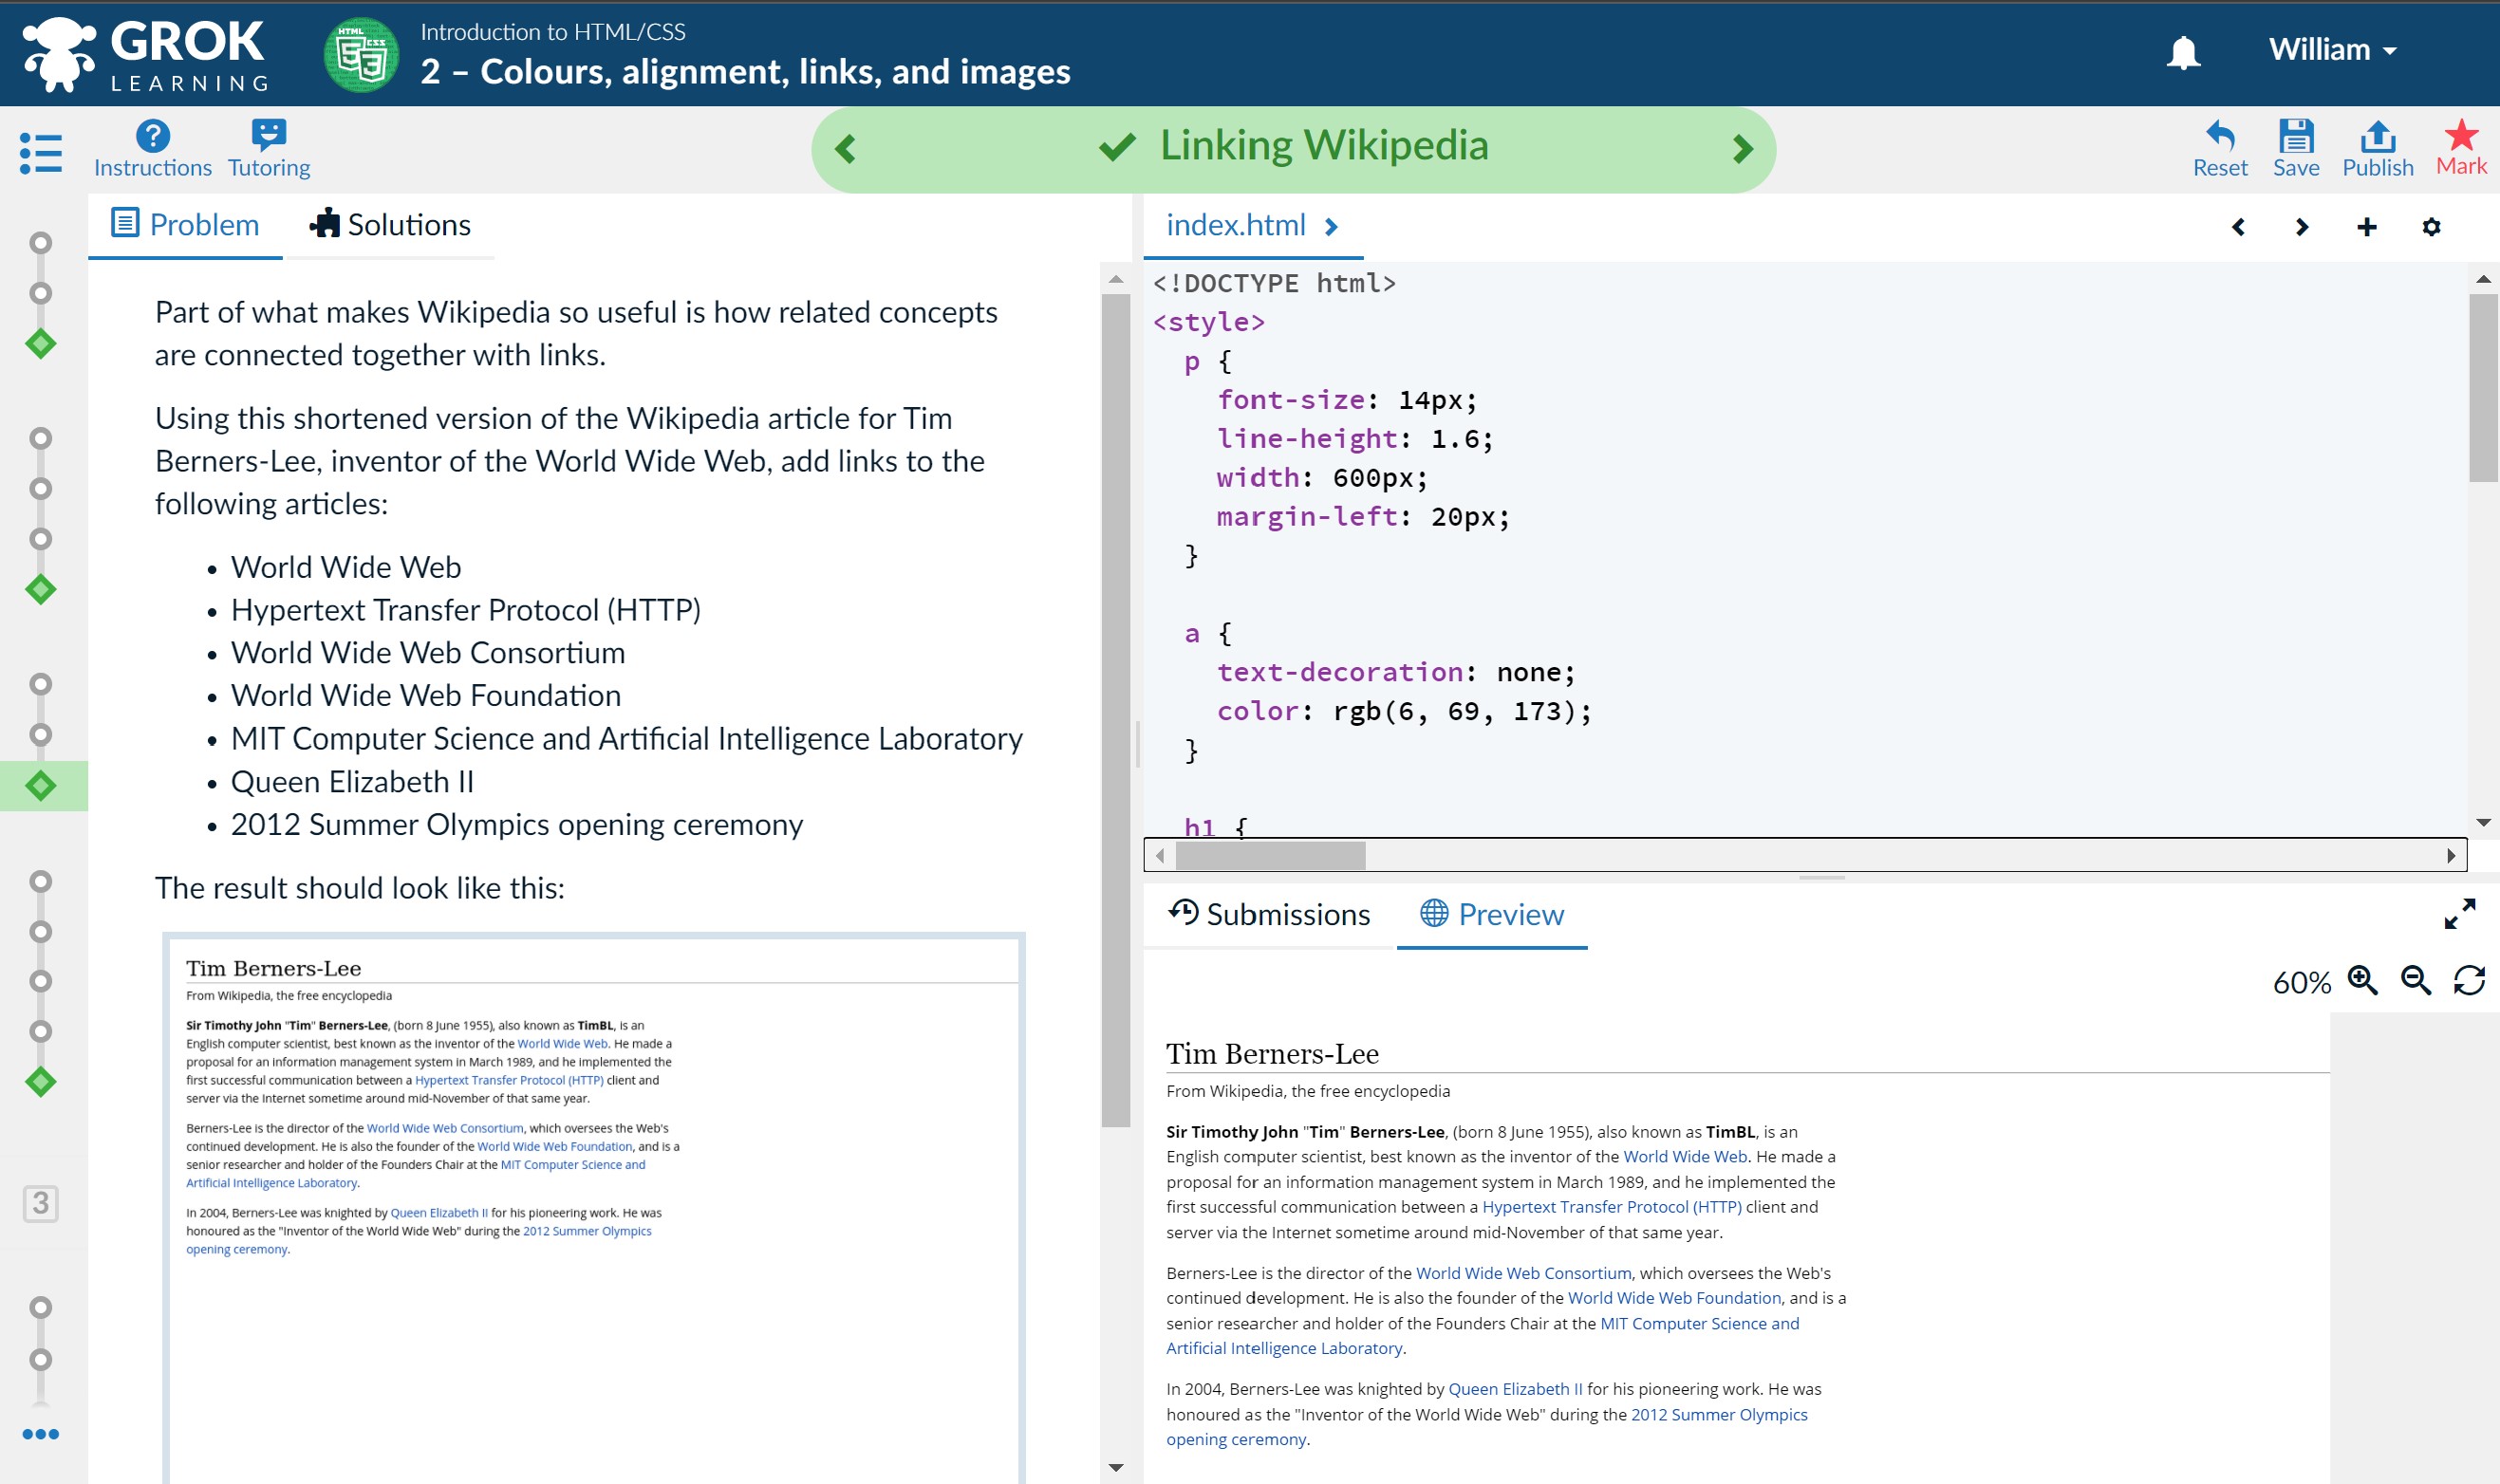 GROK
LEARNING
HTML CSS
Introduction to HTML/CSS
2 – Colours, alignment, links, and images
William
Instructions
Tutoring
Linking Wikipedia
Reset
Save
Publish
Mark
Problem
Solutions
Part of what makes Wikipedia so useful is how related concepts
are connected together with links.
Using this shortened version of the Wikipedia article for Tim
Berners-Lee, inventor of the World Wide Web, add links to the
following articles:
• World Wide Web
• Hypertext Transfer Protocol (HTTP)
• World Wide Web Consortium
• World Wide Web Foundation
• MIT Computer Science and Artificial Intelligence Laboratory
• Queen Elizabeth II
• 2012 Summer Olympics opening ceremony
The result should look like this:
Tim Berners-Lee
From Wikipedia, the free encyclopedia
Sir Timothy John "Tim" Berners-Lee, (born 8 June 1955), also known as TimBL, is an
English computer scientist, best known as the inventor of the World Wide Web. He made a
proposal for an information management system in March 1989, and he implemented the
first successful communication between a Hypertext Transfer Protocol (HTTP) client and
server via the Internet sometime around mid-November of that same year.
Berners-Lee is the director of the World Wide Web Consortium, which oversees the Web's
continued development. He is also the founder of the World Wide Web Foundation, and is a
senior researcher and holder of the Founders Chair at the MIT Computer Science and
Artificial Intelligence Laboratory.
In 2004, Berners-Lee was knighted by Queen Elizabeth II for his pioneering work. He was
honoured as the "Inventor of the World Wide Web" during the 2012 Summer Olympics
opening ceremony.
3
index.html
<!DOCTYPE html>
<style>
p {
font-size: 14px;
line-height: 1.6;
width: 600px;
margin-left: 20px;
}
a {
text-decoration: none;
color: rgb(6, 69, 173);
}
h1 {
Submissions
Preview
60%
Tim Berners-Lee
From Wikipedia, the free encyclopedia
Sir Timothy John "Tim" Berners-Lee, (born 8 June 1955), also known as TimBL, is an
English computer scientist, best known as the inventor of the World Wide Web. He made a
proposal for an information management system in March 1989, and he implemented the
first successful communication between a Hypertext Transfer Protocol (HTTP) client and
server via the Internet sometime around mid-November of that same year.
Berners-Lee is the director of the World Wide Web Consortium, which oversees the Web's
continued development. He is also the founder of the World Wide Web Foundation, and is a
senior researcher and holder of the Founders Chair at the MIT Computer Science and
Artificial Intelligence Laboratory.
In 2004, Berners-Lee was knighted by Queen Elizabeth II for his pioneering work. He was
honoured as the "Inventor of the World Wide Web" during the 2012 Summer Olympics
opening ceremony.